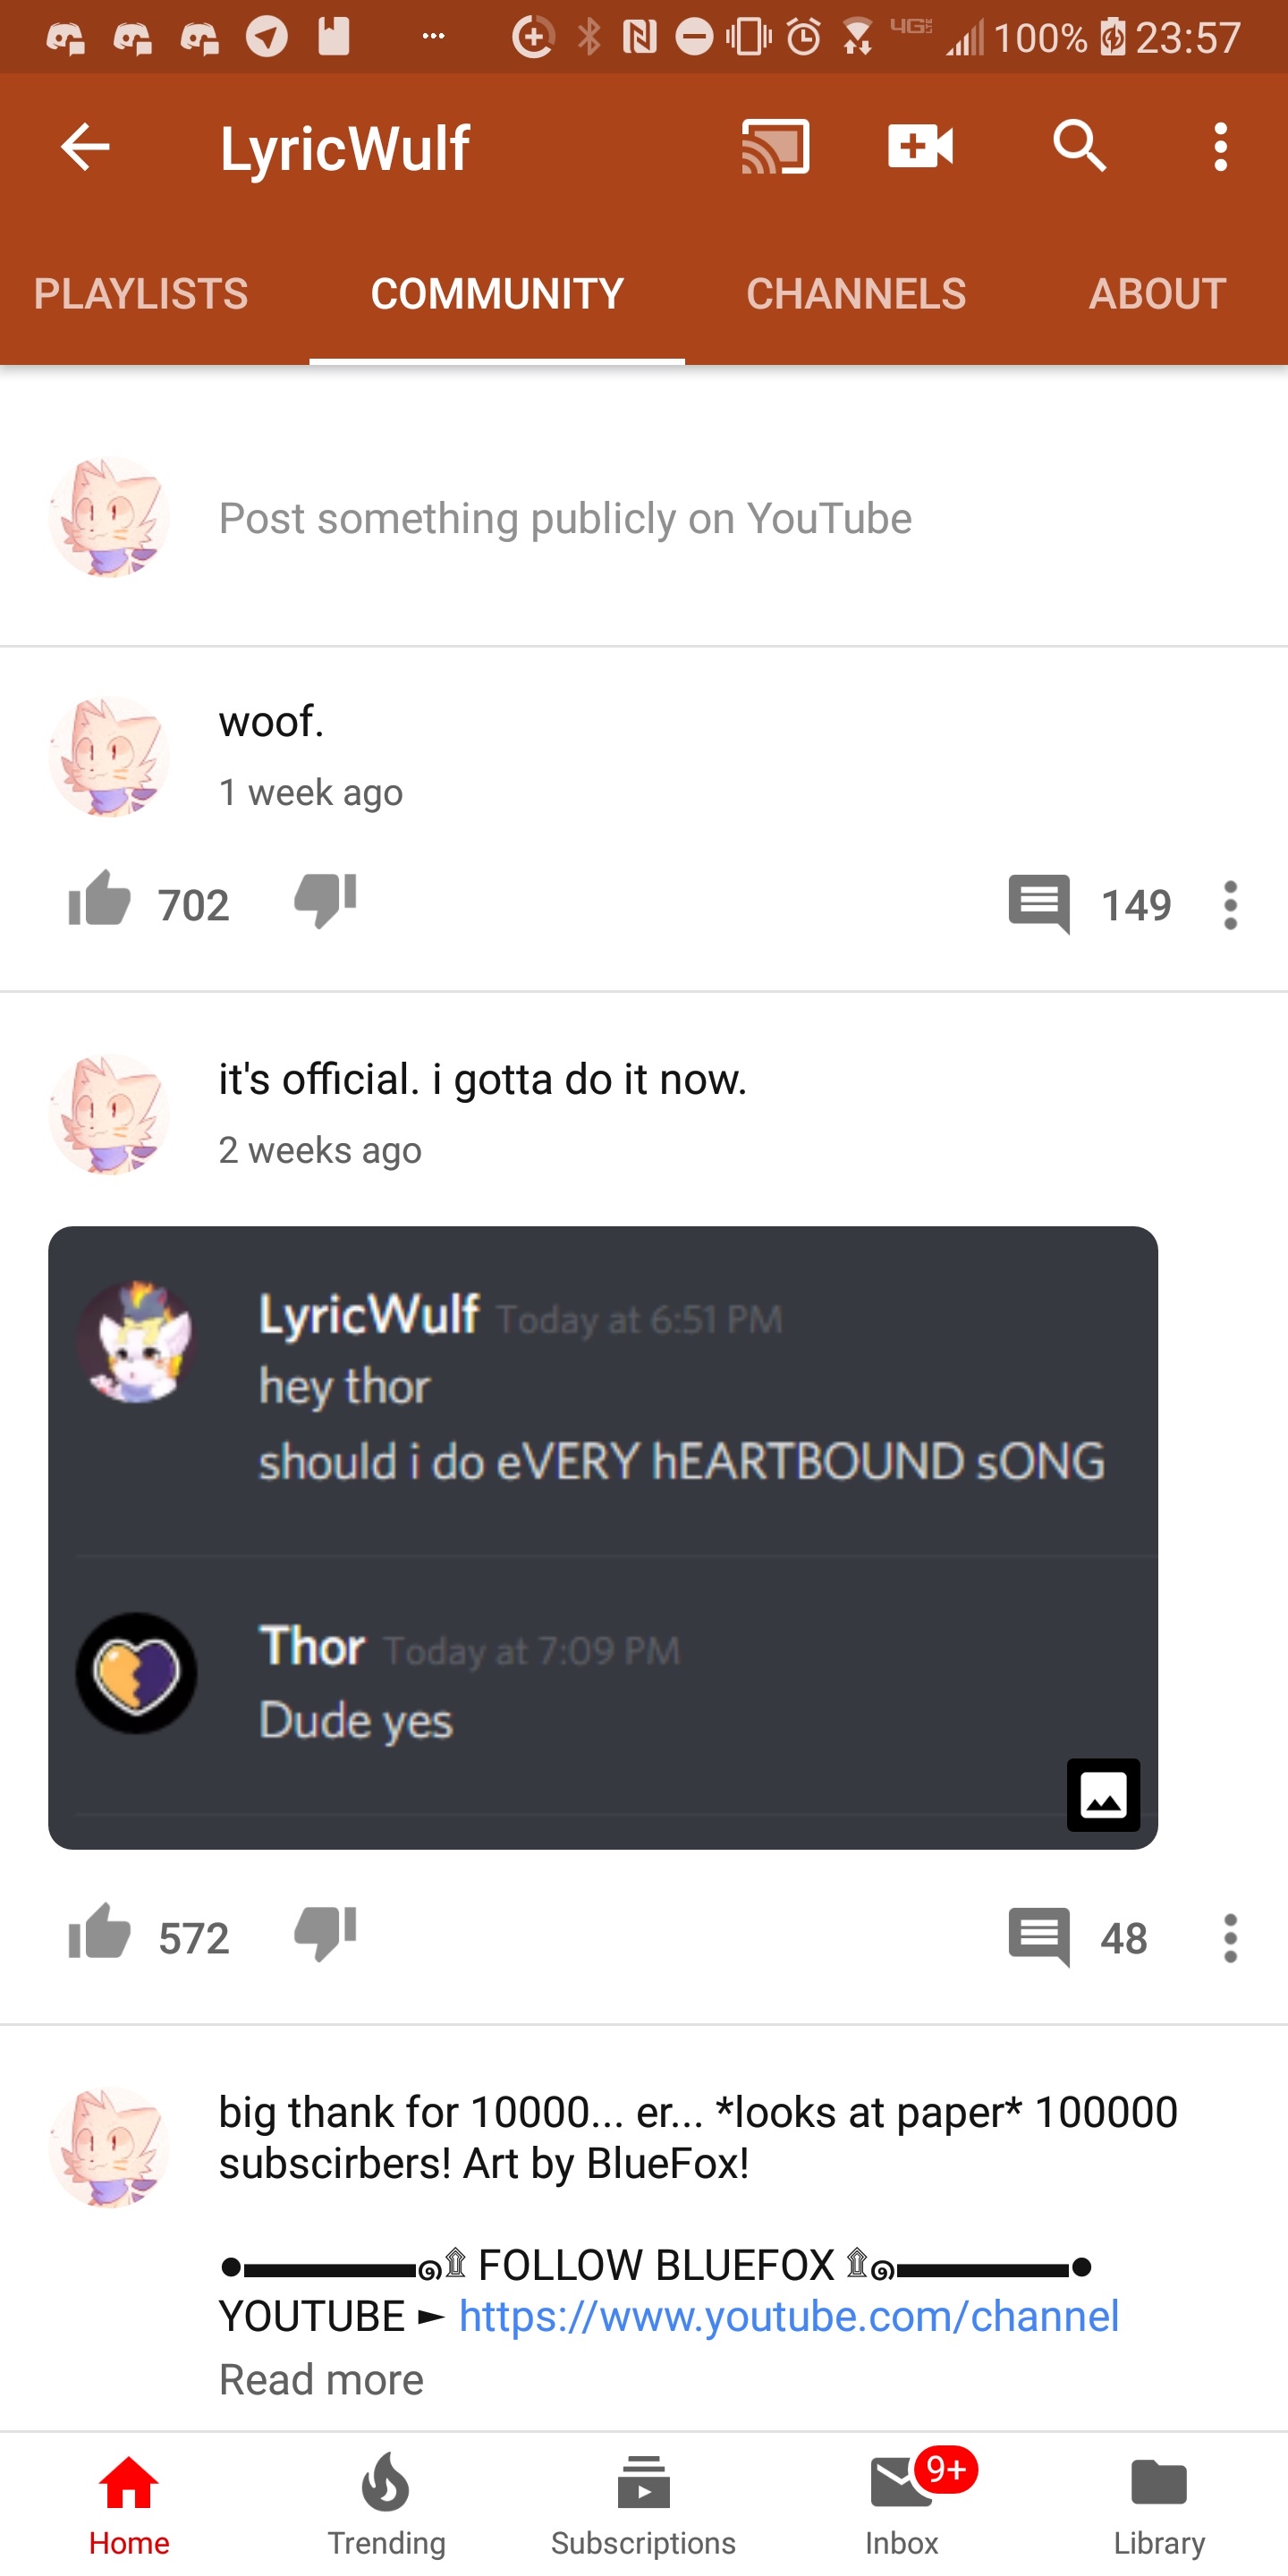 4G 100% 23:57
LyricWulf
PLAYLISTS COMMUNITY CHANNELS ABOUT
Post something publicly on YouTube
woof.
1 week ago
702 149
it's official. i gotta do it now.
2 weeks ago
LyricWulf Today at 6:51 PM
hey thor
should i do eVERY hEARTBOUND sONG
Thor Today at 7:09 PM
Dude yes
572 48
big thank for 10000... er... *looks at paper* 100000
subscirbers! Art by BlueFox!
●▬▬▬▬▬๑۩ FOLLOW BLUEFOX ۩๑▬▬▬▬▬●
YOUTUBE ► https://www.youtube.com/channel
Read more
9+
Home Trending Subscriptions Inbox Library